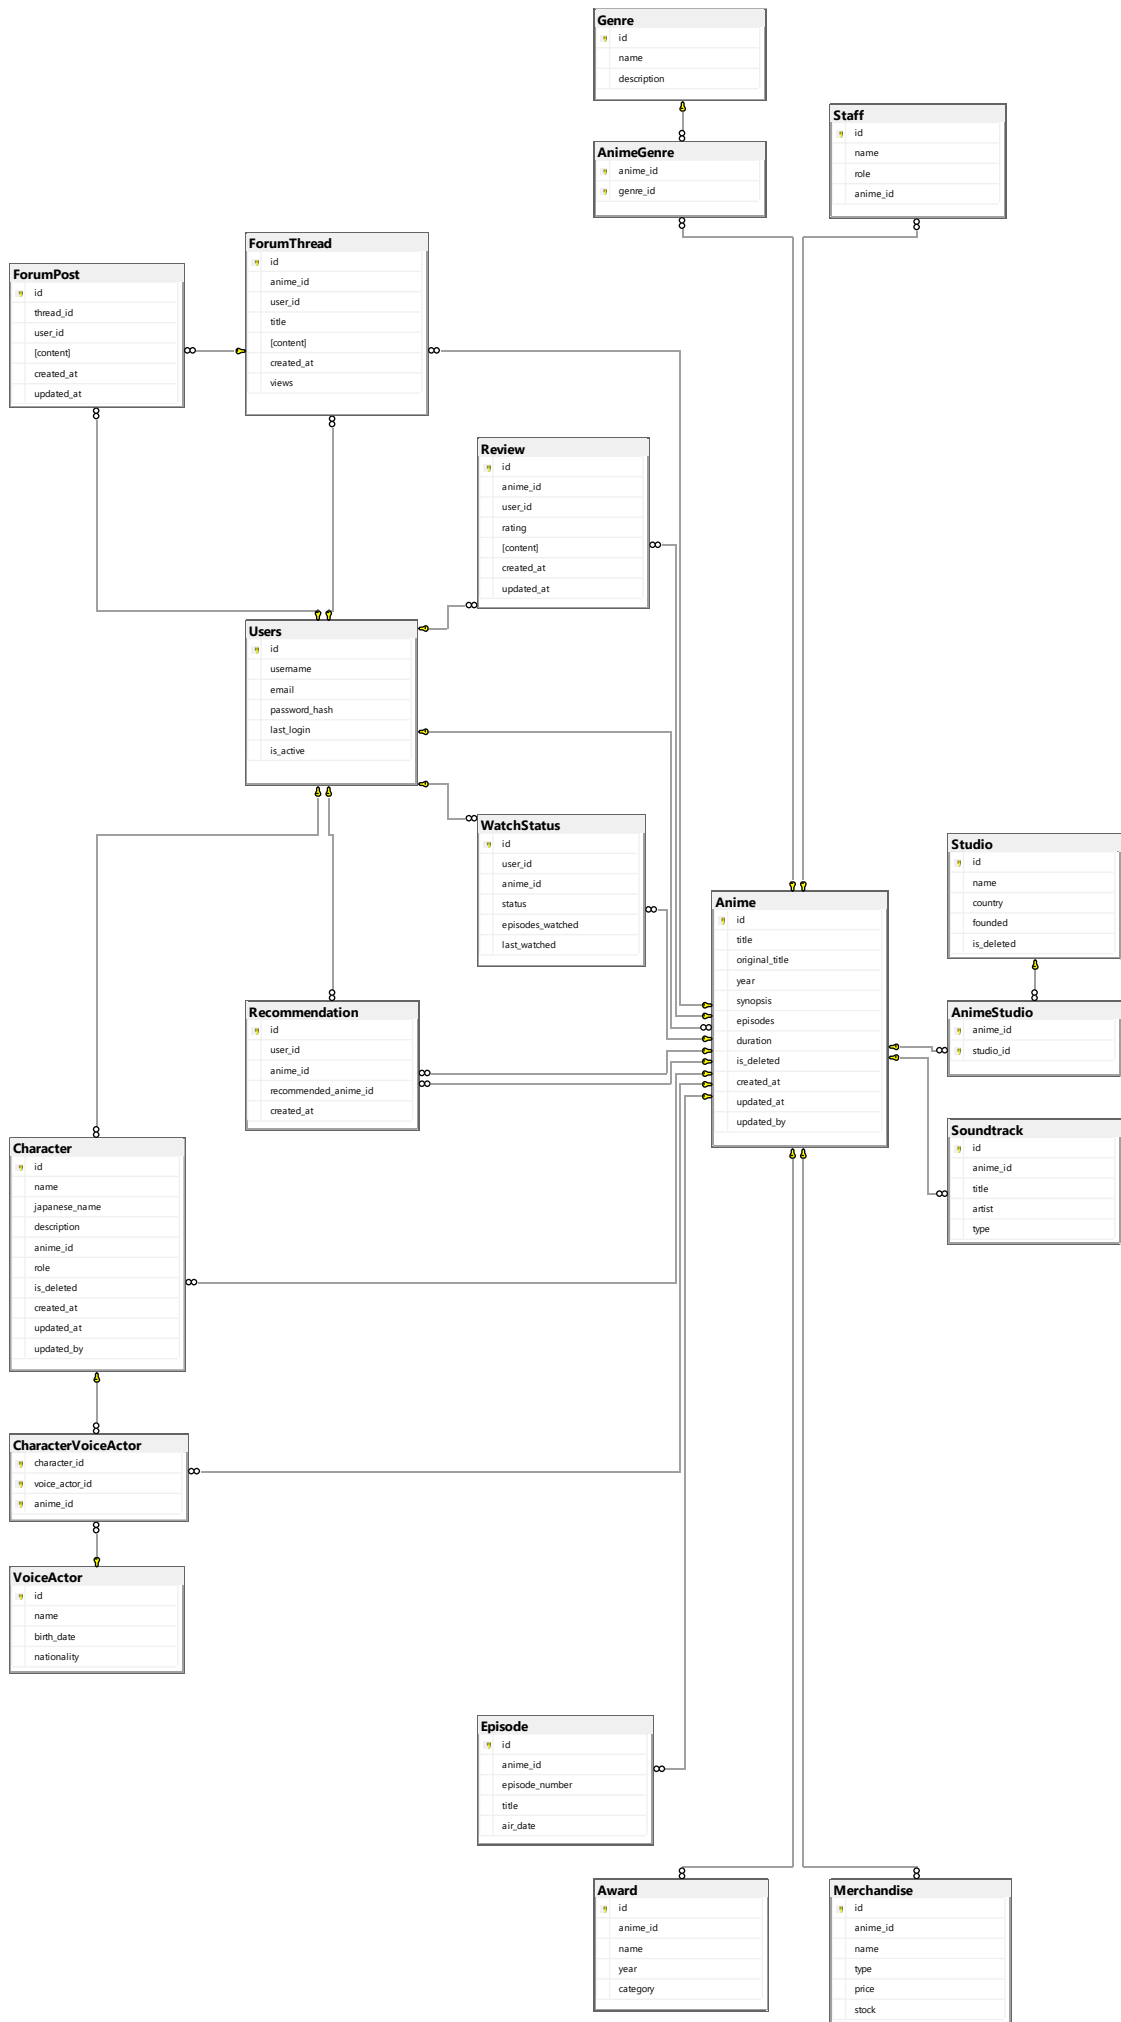 Genre
id
name
description
Staff
id
name
role
anime_id
AnimeGenre
anime_id
genre_id
ForumThread
id
anime_id
user_id
title
[content]
created_at
views
ForumPost
id
thread_id
user_id
[content]
created_at
updated_at
Review
id
anime_id
user_id
rating
[content]
created_at
updated_at
Users
id
username
email
password_hash
last_login
is_active
WatchStatus
id
user_id
anime_id
status
episodes_watched
last_watched
Studio
id
name
country
founded
is_deleted
Anime
id
title
original_title
year
synopsis
episodes
duration
is_deleted
created_at
updated_at
updated_by
Recommendation
id
user_id
anime_id
recommended_anime_id
created_at
AnimeStudio
anime_id
studio_id
Soundtrack
id
anime_id
title
artist
type
Character
id
name
japanese_name
description
anime_id
role
is_deleted
created_at
updated_at
updated_by
CharacterVoiceActor
character_id
voice_actor_id
anime_id
VoiceActor
id
name
birth_date
nationality
Episode
id
anime_id
episode_number
title
air_date
Award
id
anime_id
name
year
category
Merchandise
id
anime_id
name
type
price
stock